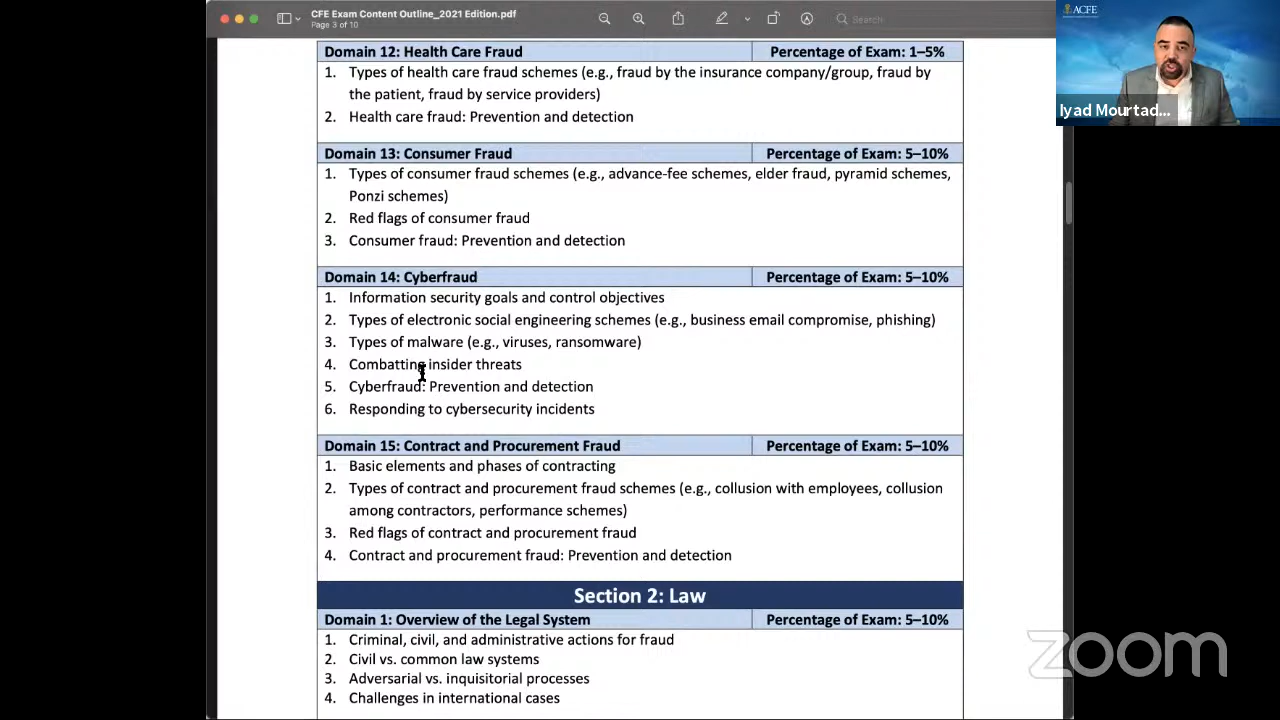 CFE Exam Content Outline_2021 Edition.pdf
Page 3 of 10
Search
ACFE
Iyad Mourtad...
Domain 12: Health Care Fraud Percentage of Exam: 1–5%
1. Types of health care fraud schemes (e.g., fraud by the insurance company/group, fraud by
the patient, fraud by service providers)
2. Health care fraud: Prevention and detection
Domain 13: Consumer Fraud Percentage of Exam: 5–10%
1. Types of consumer fraud schemes (e.g., advance-fee schemes, elder fraud, pyramid schemes,
Ponzi schemes)
2. Red flags of consumer fraud
3. Consumer fraud: Prevention and detection
Domain 14: Cyberfraud Percentage of Exam: 5–10%
1. Information security goals and control objectives
2. Types of electronic social engineering schemes (e.g., business email compromise, phishing)
3. Types of malware (e.g., viruses, ransomware)
4. Combatting insider threats
5. Cyberfraud: Prevention and detection
6. Responding to cybersecurity incidents
Domain 15: Contract and Procurement Fraud Percentage of Exam: 5–10%
1. Basic elements and phases of contracting
2. Types of contract and procurement fraud schemes (e.g., collusion with employees, collusion
among contractors, performance schemes)
3. Red flags of contract and procurement fraud
4. Contract and procurement fraud: Prevention and detection
Section 2: Law
Domain 1: Overview of the Legal System Percentage of Exam: 5–10%
1. Criminal, civil, and administrative actions for fraud
2. Civil vs. common law systems
3. Adversarial vs. inquisitorial processes
4. Challenges in international cases
zoom